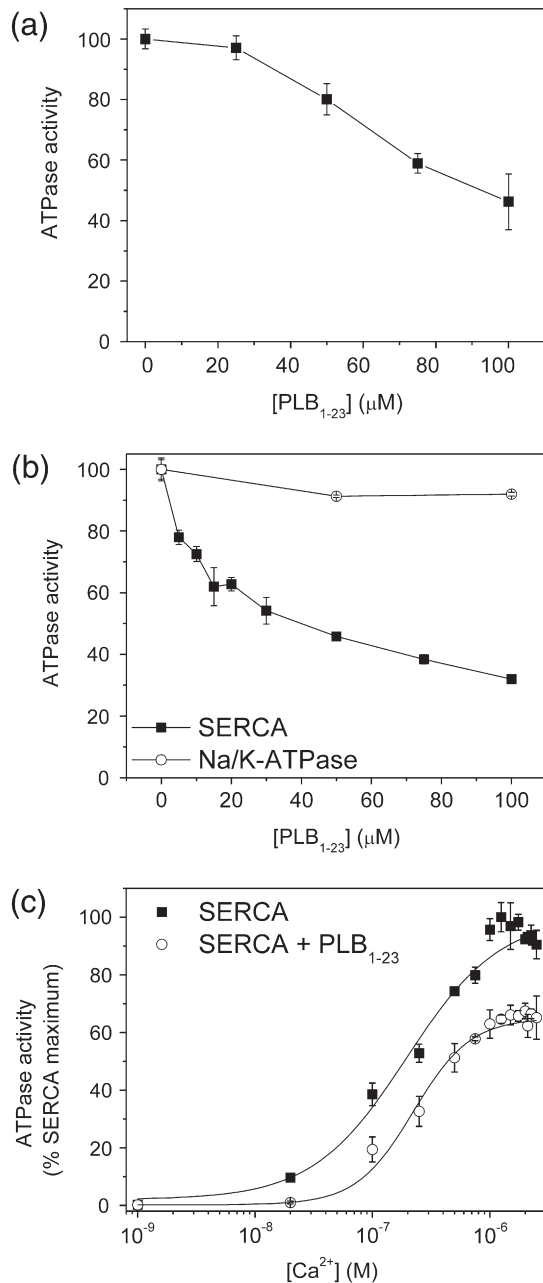 (a)
100
80
60
40
20
0
ATPase activity
0 20 40 60 80 100
[PLB₁₋₂₃] (μM)
(b)
100
80
60
40
20
0
ATPase activity
SERCA
Na/K-ATPase
0 20 40 60 80 100
[PLB₁₋₂₃] (μM)
(c)
100
80
60
40
20
0
ATPase activity
(% SERCA maximum)
SERCA
SERCA + PLB₁₋₂₃
10⁻⁹ 10⁻⁸ 10⁻⁷ 10⁻⁶
[Ca²⁺] (M)